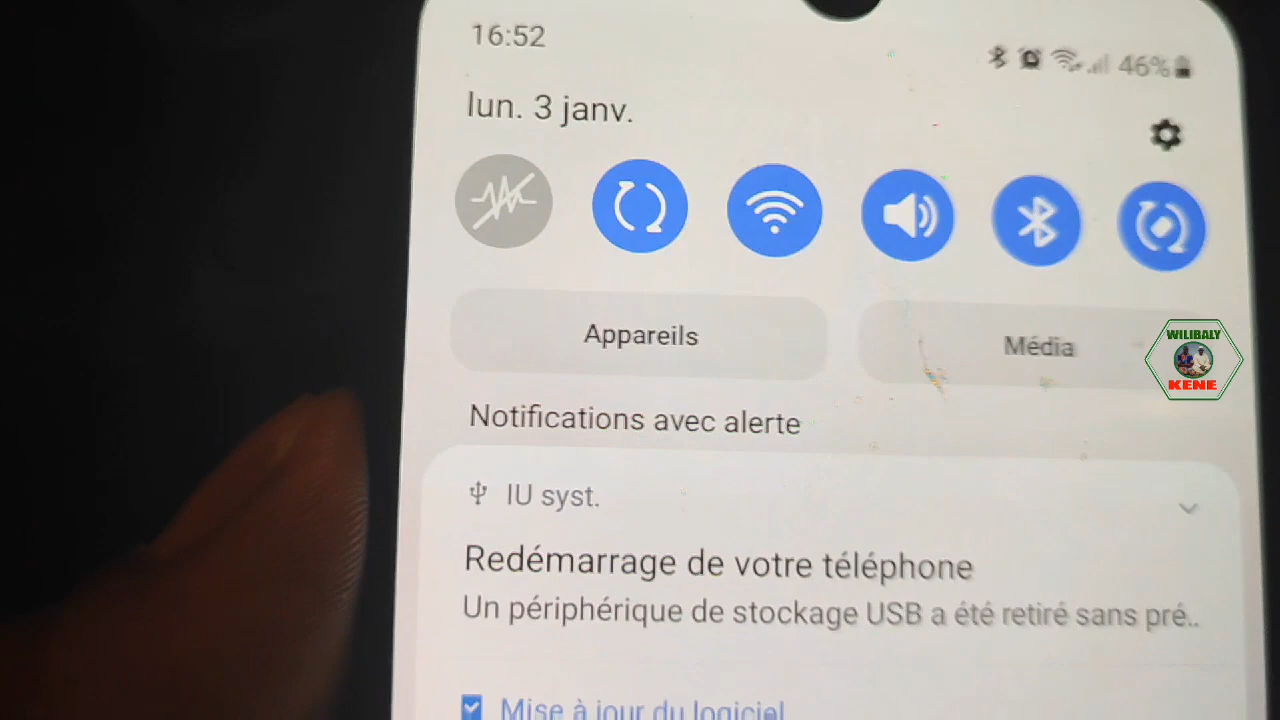 16:52
46%
lun. 3 janv.
Appareils
Média
WILIBALY
KENE
Notifications avec alerte
IU syst.
Redémarrage de votre téléphone
Un périphérique de stockage USB a été retiré sans pré..
Mise à jour du logiciel